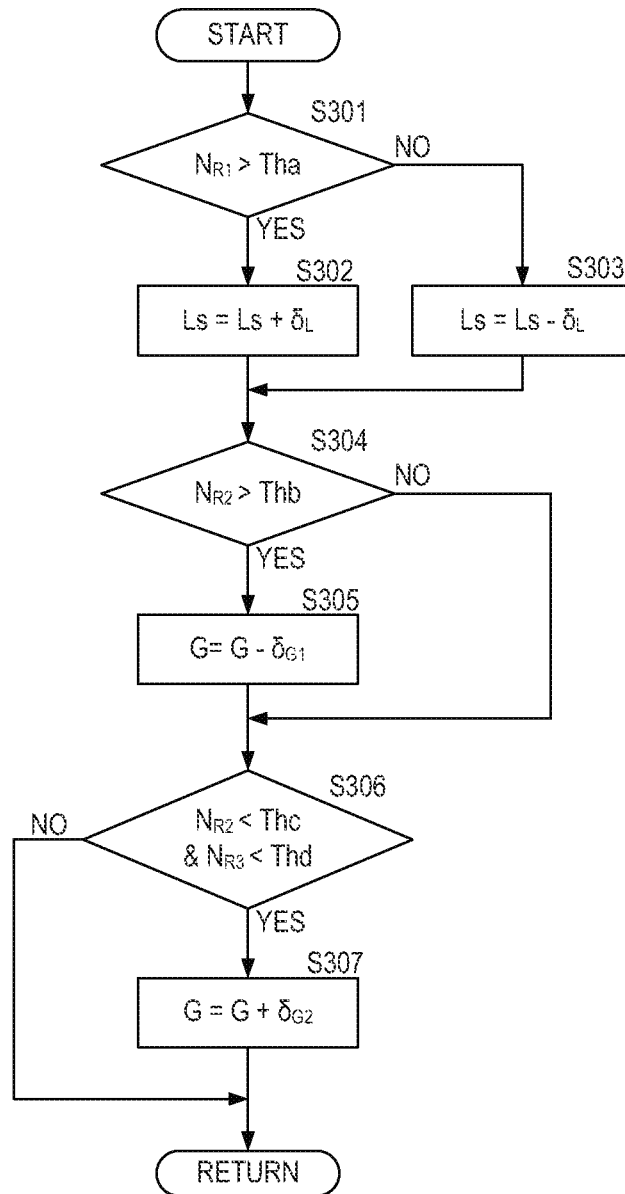 START
S301
N_R1 > Tha
NO
YES
S302
S303
Ls = Ls + δ_L
Ls = Ls - δ_L
S304
N_R2 > Thb
NO
YES
S305
G= G - δ_G1
S306
NO
N_R2 < Thc
& N_R3 < Thd
YES
S307
G = G + δ_G2
RETURN